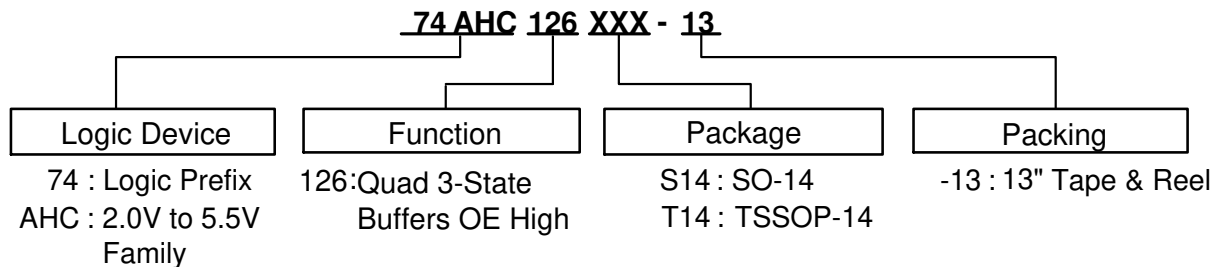 74 AHC 126 XXX - 13
Logic Device
74 : Logic Prefix
AHC : 2.0V to 5.5V
Family
Function
126:Quad 3-State
Buffers OE High
Package
S14 : SO-14
T14 : TSSOP-14
Packing
-13 : 13" Tape & Reel